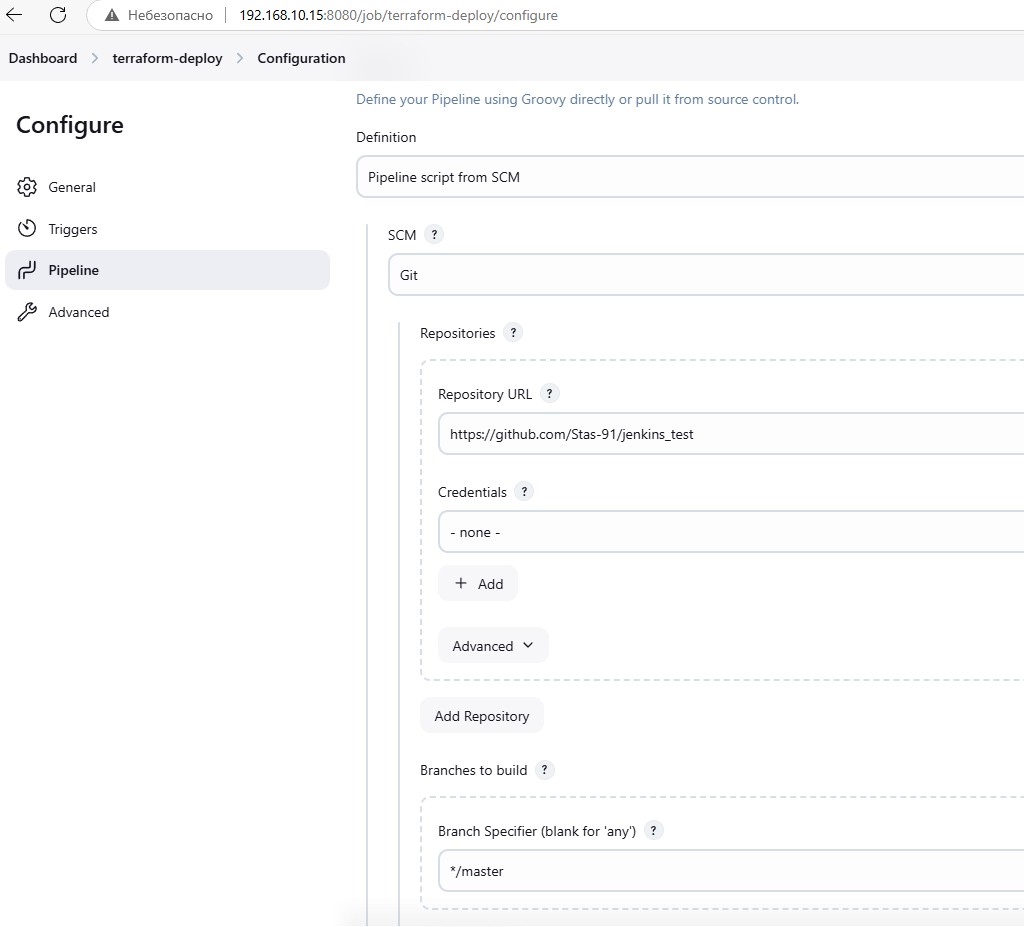 Небезопасно 192.168.10.15:8080/job/terraform-deploy/configure
Dashboard terraform-deploy Configuration
Configure
General
Triggers
Pipeline
Advanced
Define your Pipeline using Groovy directly or pull it from source control.
Definition
Pipeline script from SCM
SCM ?
Git
Repositories ?
Repository URL ?
https://github.com/Stas-91/jenkins_test
Credentials ?
- none -
+ Add
Advanced
Add Repository
Branches to build ?
Branch Specifier (blank for 'any') ?
*/master